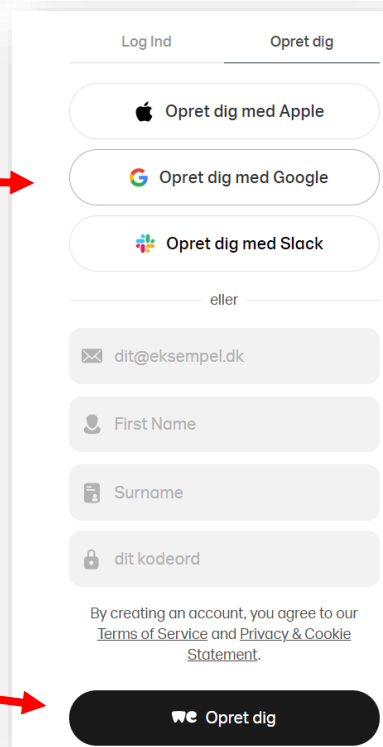 Log Ind Opret dig
Opret dig med Apple
Opret dig med Google
Opret dig med Slack
eller
dit@eksempel.dk
First Name
Surname
dit kodeord
By creating an account, you agree to our
Terms of Service and Privacy & Cookie
Statement.
we Opret dig